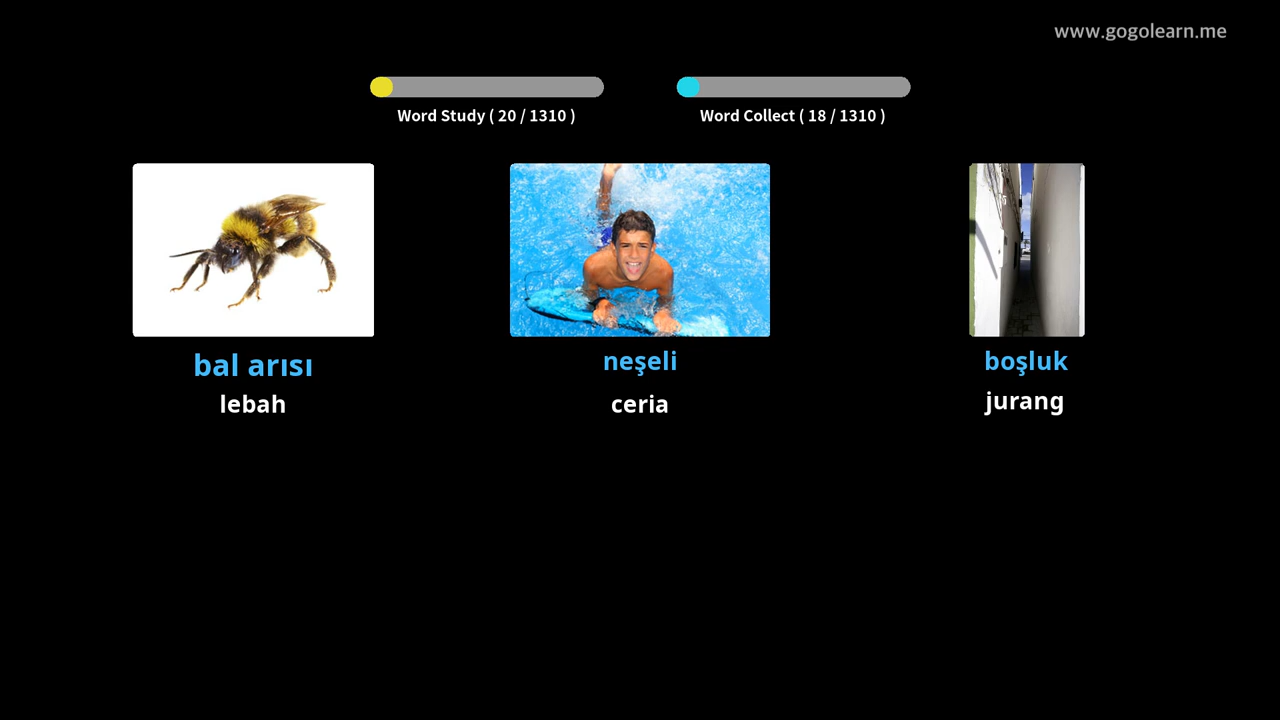 www.gogolearn.me
Word Study ( 20 / 1310 )
Word Collect ( 18 / 1310 )
bal arısı
neşeli
boşluk
lebah
ceria
jurang